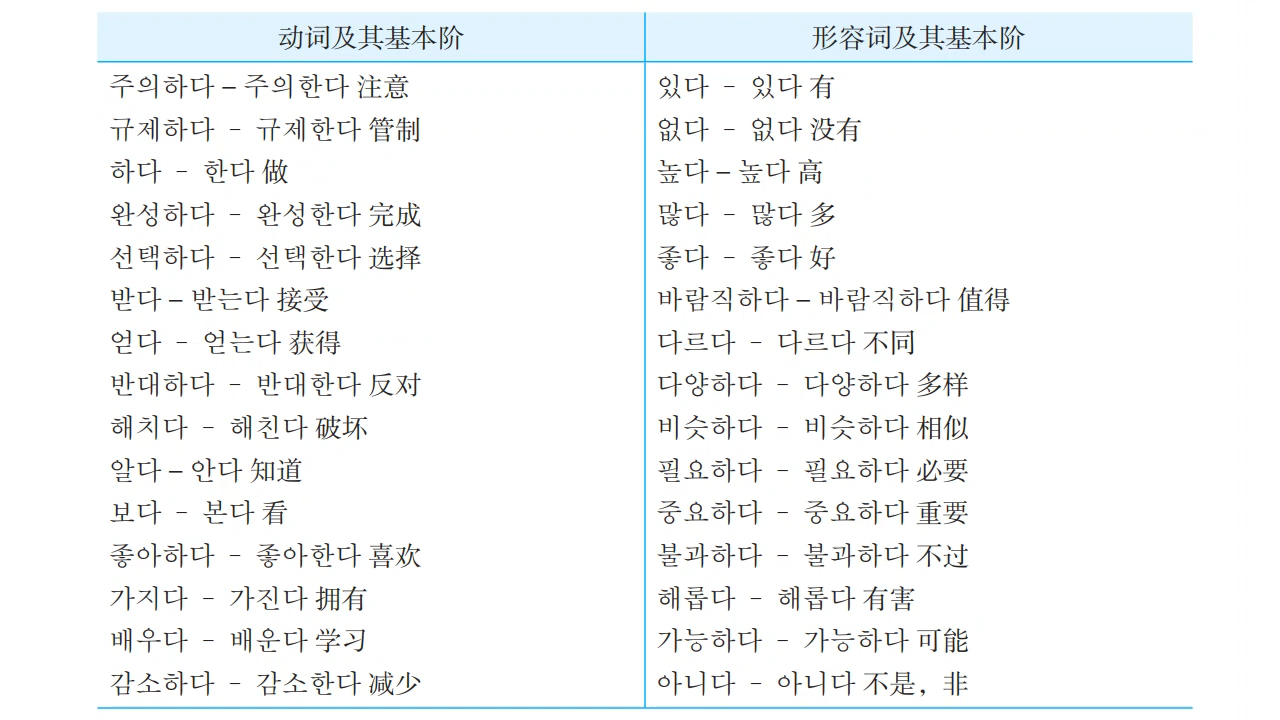 动词及其基本阶
주의하다 – 주의한다 注意
규제하다 - 규제한다 管制
하다 - 한다 做
완성하다 - 완성한다 完成
선택하다 - 선택한다 选择
받다 – 받는다 接受
얻다 - 얻는다 获得
반대하다 - 반대한다 反对
해치다 - 해친다 破坏
알다 – 안다 知道
보다 - 본다 看
좋아하다 - 좋아한다 喜欢
가지다 - 가진다 拥有
배우다 - 배운다 学习
감소하다 - 감소한다 减少
形容词及其基本阶
있다 - 있다 有
없다 - 없다 没有
높다 – 높다 高
많다 - 많다 多
좋다 - 좋다 好
바람직하다 – 바람직하다 值得
다르다 - 다르다 不同
다양하다 - 다양하다 多样
비슷하다 - 비슷하다 相似
필요하다 - 필요하다 必要
중요하다 - 중요하다 重要
불과하다 - 불과하다 不过
해롭다 - 해롭다 有害
가능하다 - 가능하다 可能
아니다 - 아니다 不是，非